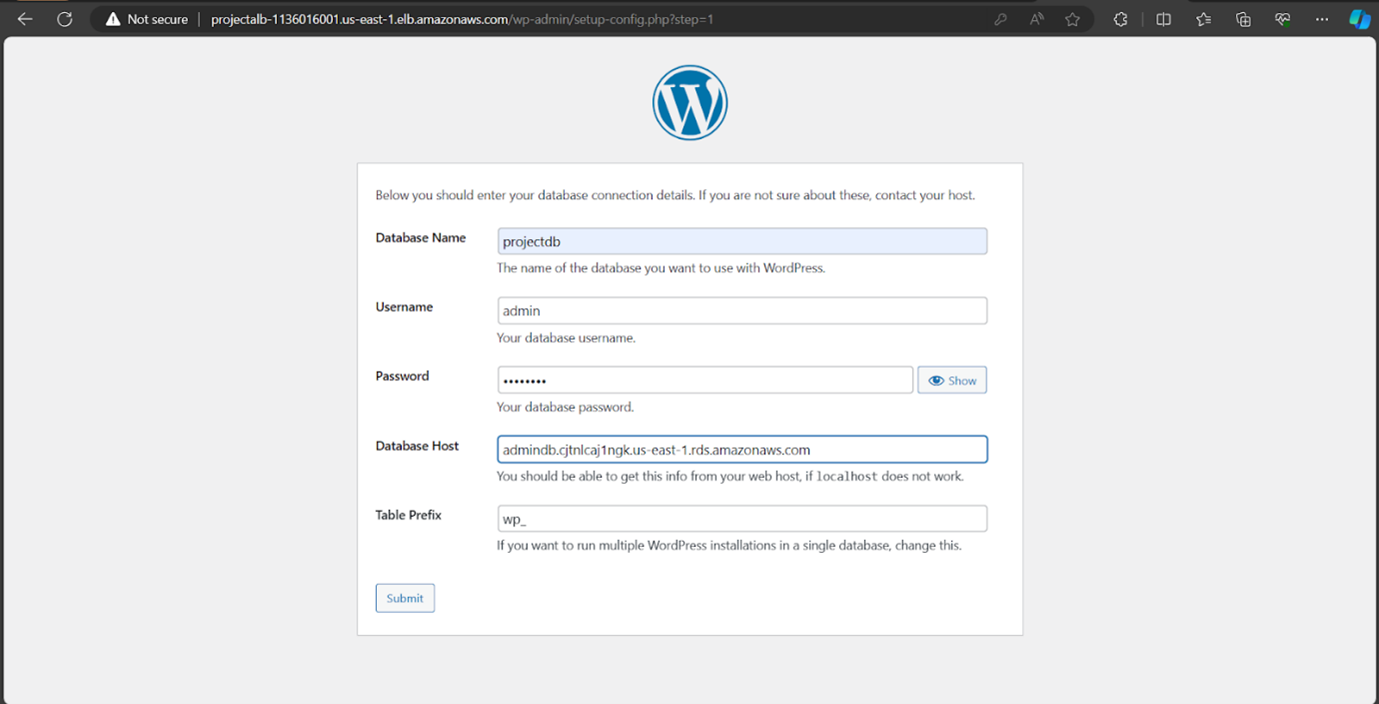 Not secure projectalb-1136016001.us-east-1.elb.amazonaws.com/wp-admin/setup-config.php?step=1
Below you should enter your database connection details. If you are not sure about these, contact your host.
Database Name projectdb
The name of the database you want to use with WordPress.
Username admin
Your database username.
Password •••••••• Show
Your database password.
Database Host admindb.cjtnlcaj1ngk.us-east-1.rds.amazonaws.com
You should be able to get this info from your web host, if localhost does not work.
Table Prefix wp_
If you want to run multiple WordPress installations in a single database, change this.
Submit